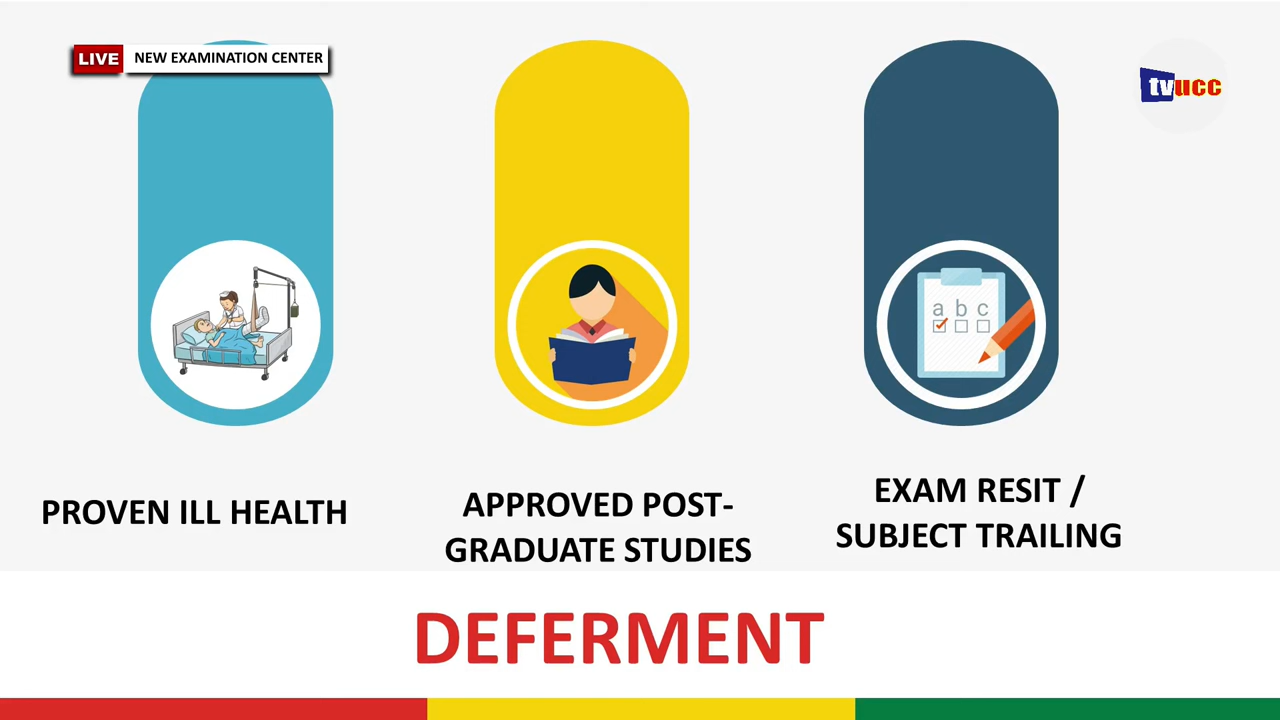 LIVE NEW EXAMINATION CENTER
tvucc
a b c
PROVEN ILL HEALTH
APPROVED POST-
GRADUATE STUDIES
EXAM RESIT /
SUBJECT TRAILING
DEFERMENT